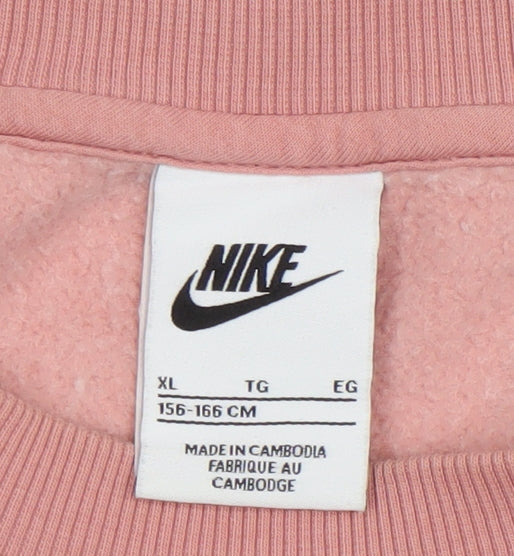 NIKE
XL TG EG
156-166 CM
MADE IN CAMBODIA
FABRIQUE AU
CAMBODGE